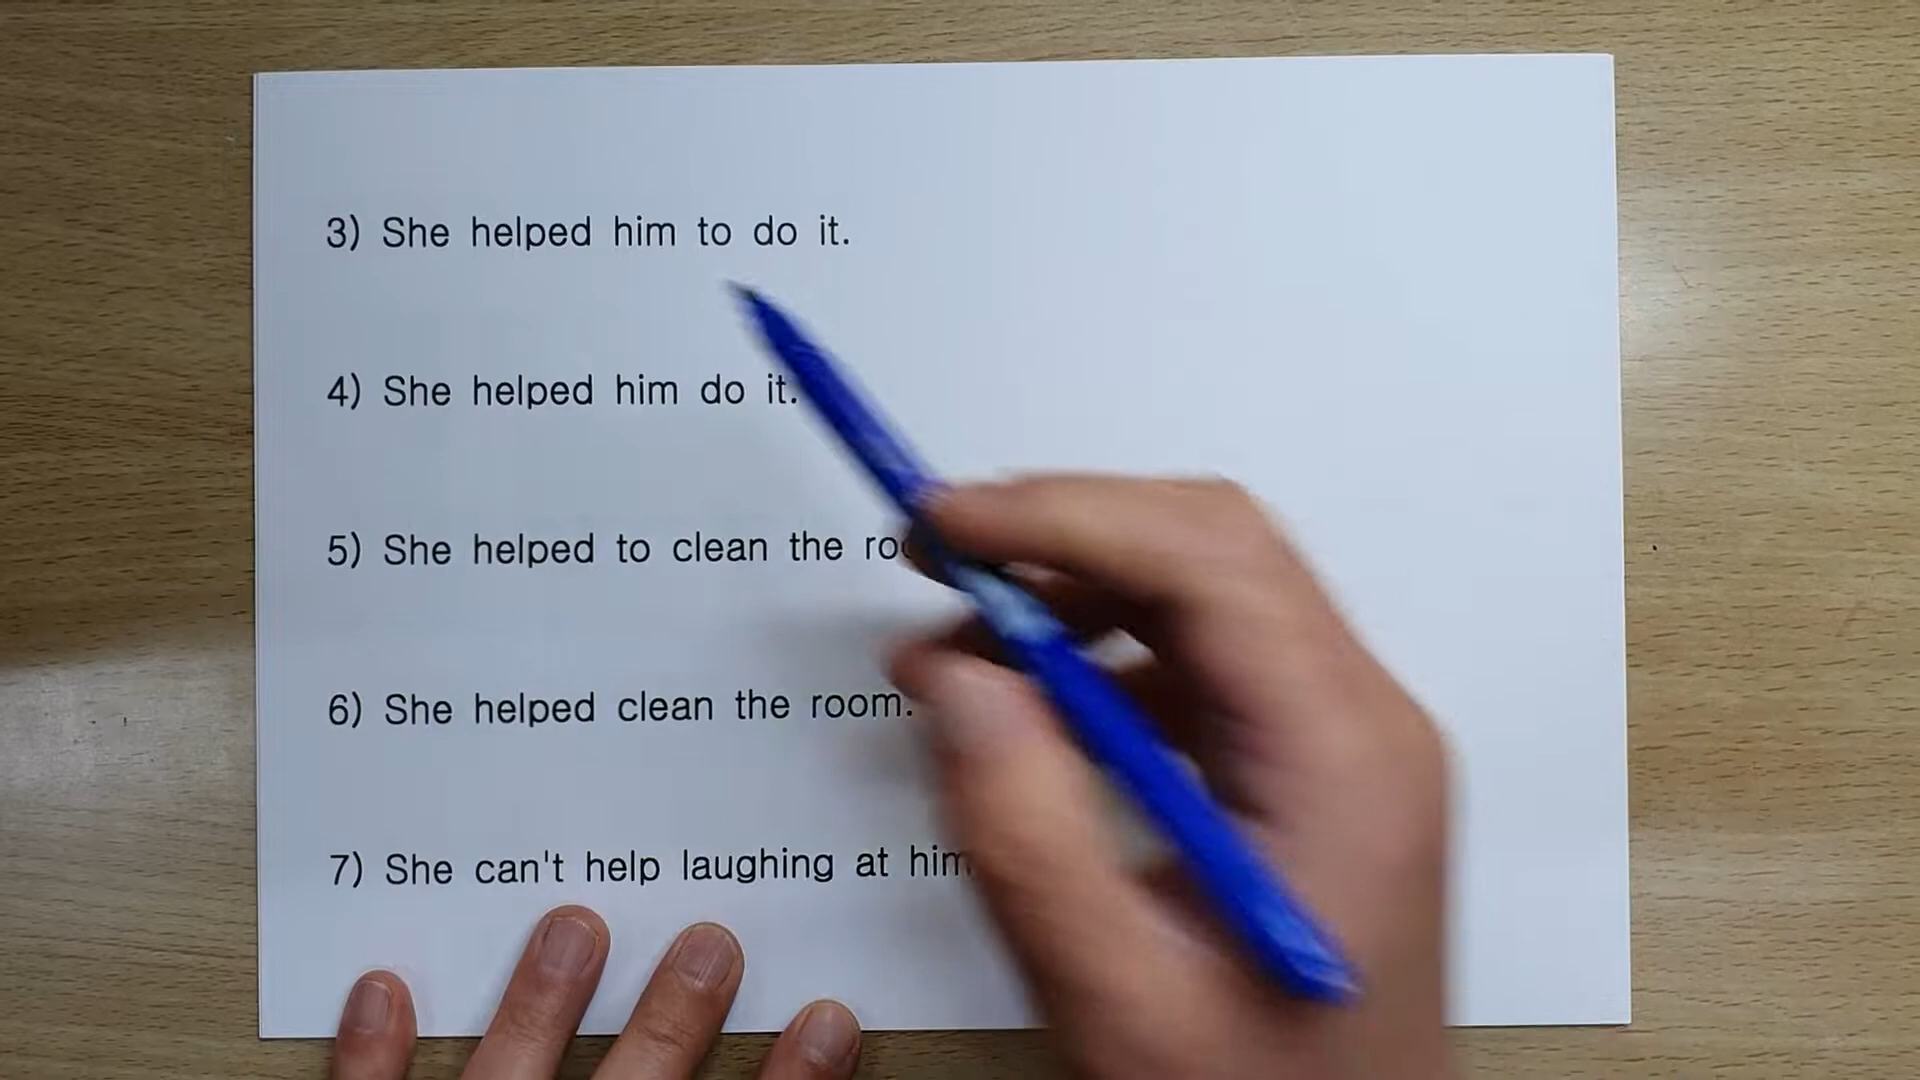 3) She helped him to do it.
4) She helped him do it.
5) She helped to clean the
6) She helped clean the room.
7) She can't help laughing at him